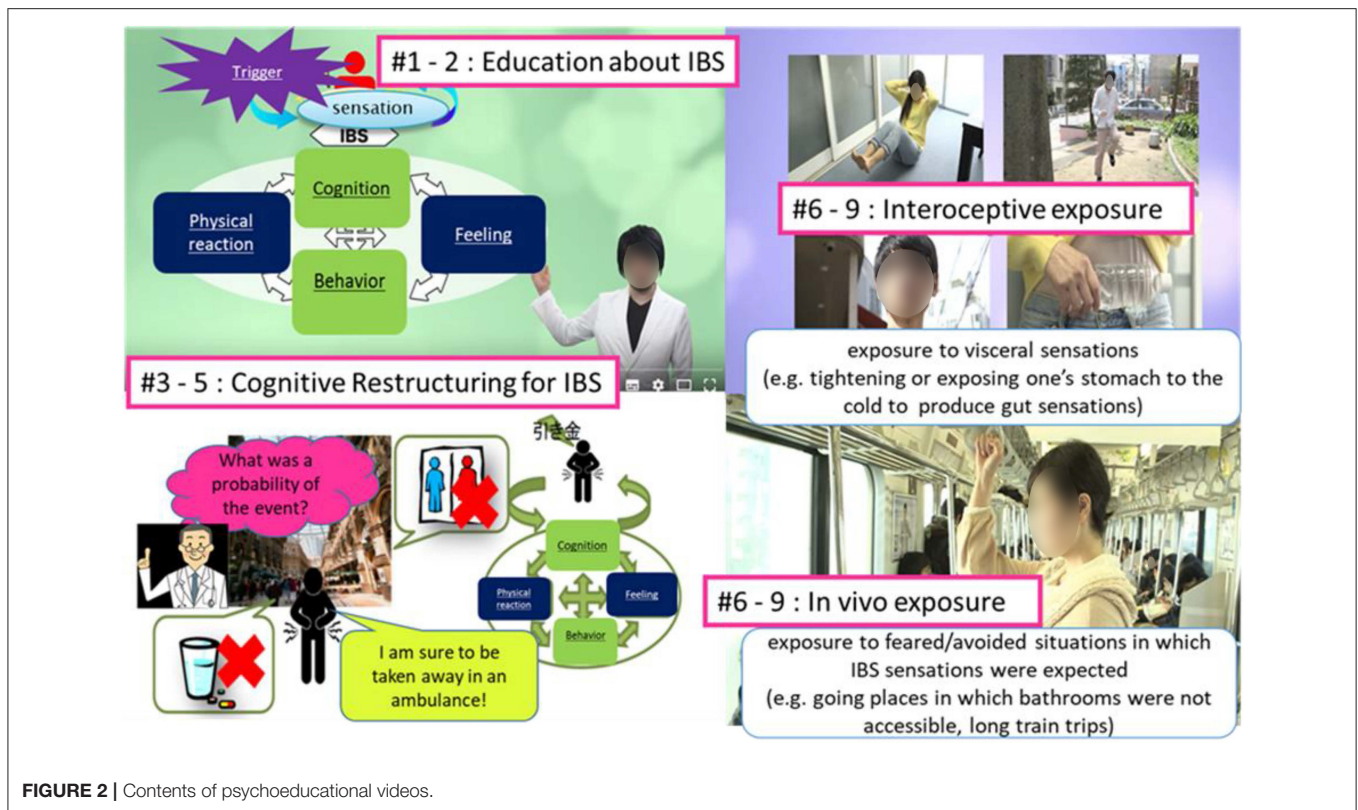 #1 - 2 : Education about IBS
Trigger
sensation
IBS
Cognition
Physical
reaction
Feeling
Behavior
#3 - 5 : Cognitive Restructuring for IBS
引き金
What was a
probability of
the event?
Cognition
Physical
reaction
Feeling
Behavior
I am sure to be
taken away in an
ambulance!
#6 - 9 : Interoceptive exposure
exposure to visceral sensations
(e.g. tightening or exposing one's stomach to the
cold to produce gut sensations)
#6 - 9 : In vivo exposure
exposure to feared/avoided situations in which
IBS sensations were expected
(e.g. going places in which bathrooms were not
accessible, long train trips)
FIGURE 2 | Contents of psychoeducational videos.